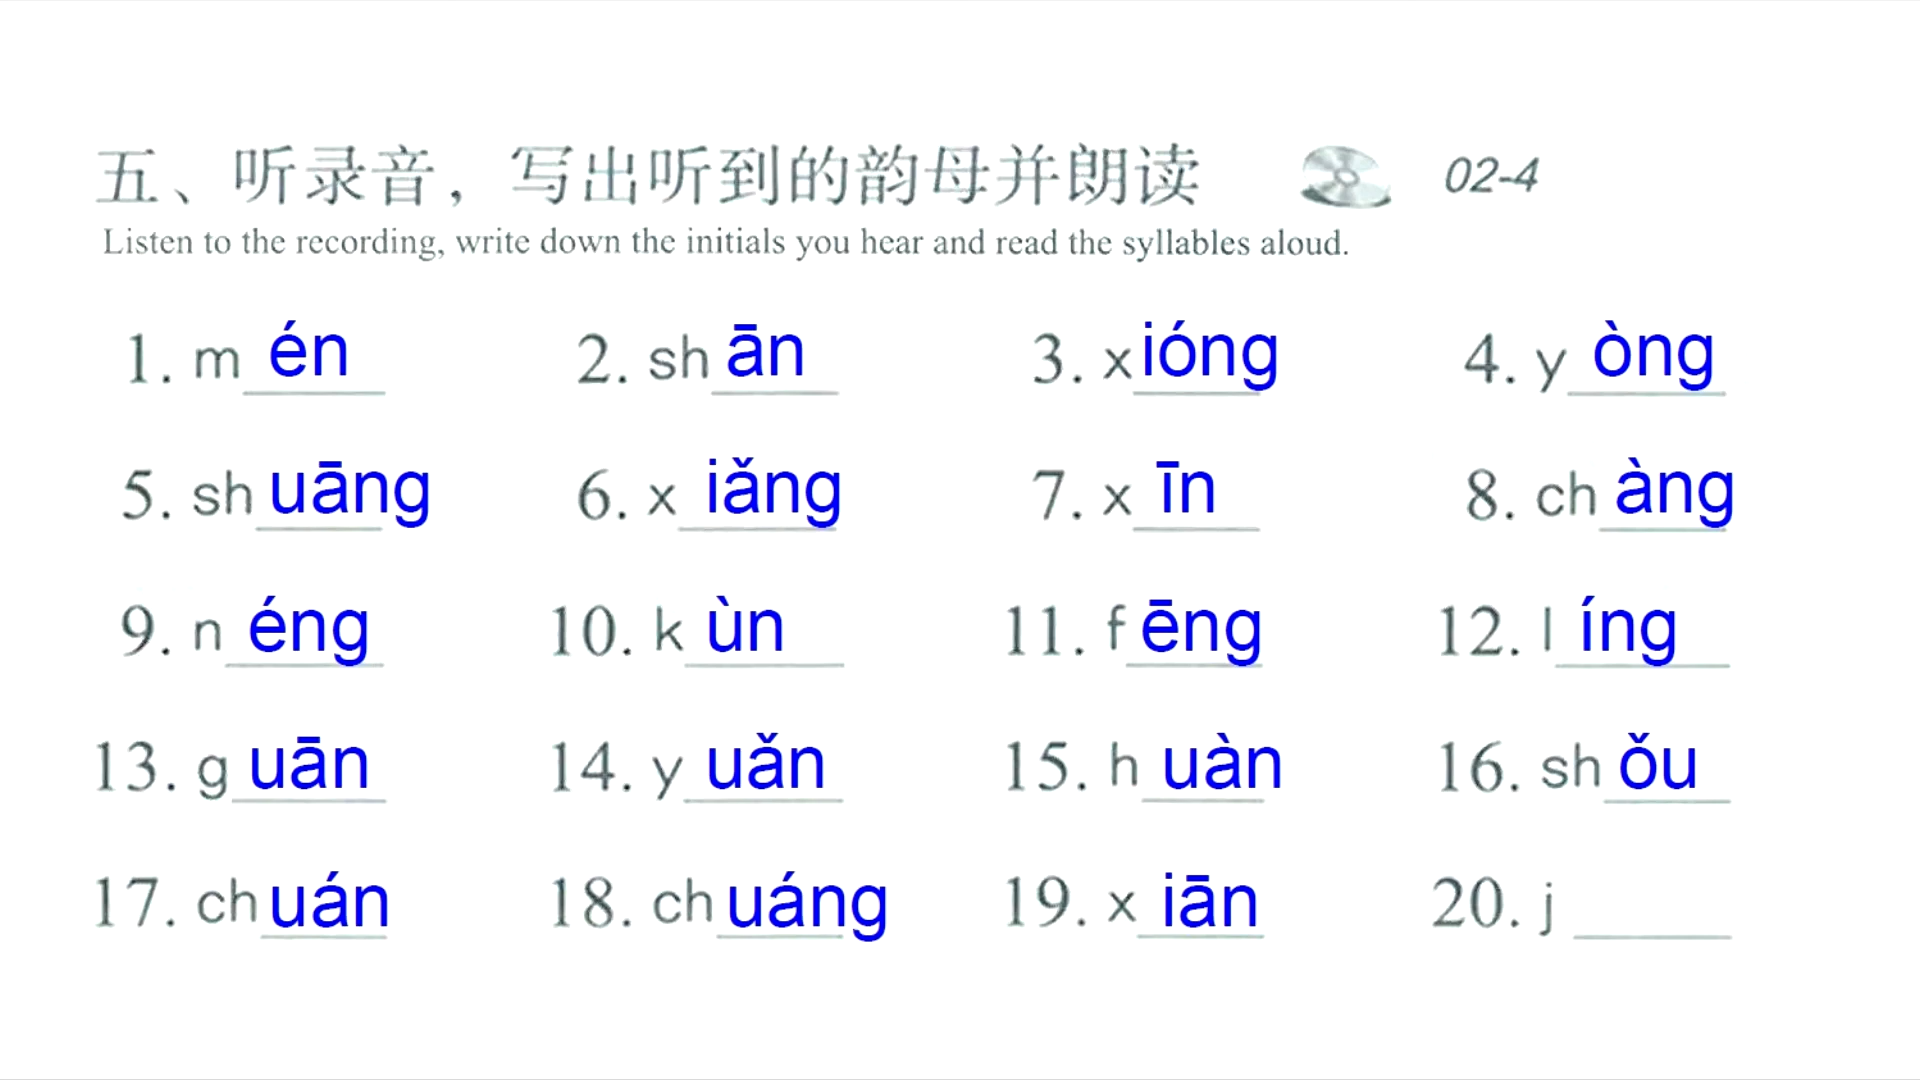 五、听录音，写出听到的韵母并朗读 02-4
Listen to the recording, write down the initials you hear and read the syllables aloud.
1. m én 2. sh ān 3. xióng 4. y òng
5. sh uāng 6. x iǎng 7. x īn 8. ch àng
9. n éng 10. k ùn 11. f ēng 12. l íng
13. g uān 14. y uǎn 15. h uàn 16. sh ǒu
17. ch uán 18. ch uáng 19. x iān 20. j ____